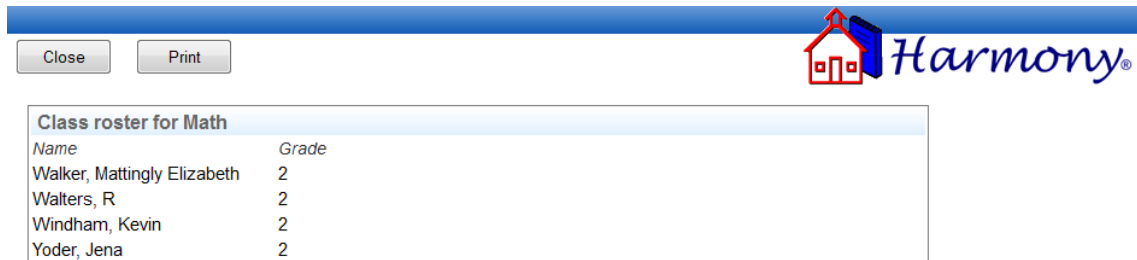 Close Print
Harmony®
Class roster for Math
Name Grade
Walker, Mattingly Elizabeth 2
Walters, R 2
Windham, Kevin 2
Yoder, Jena 2